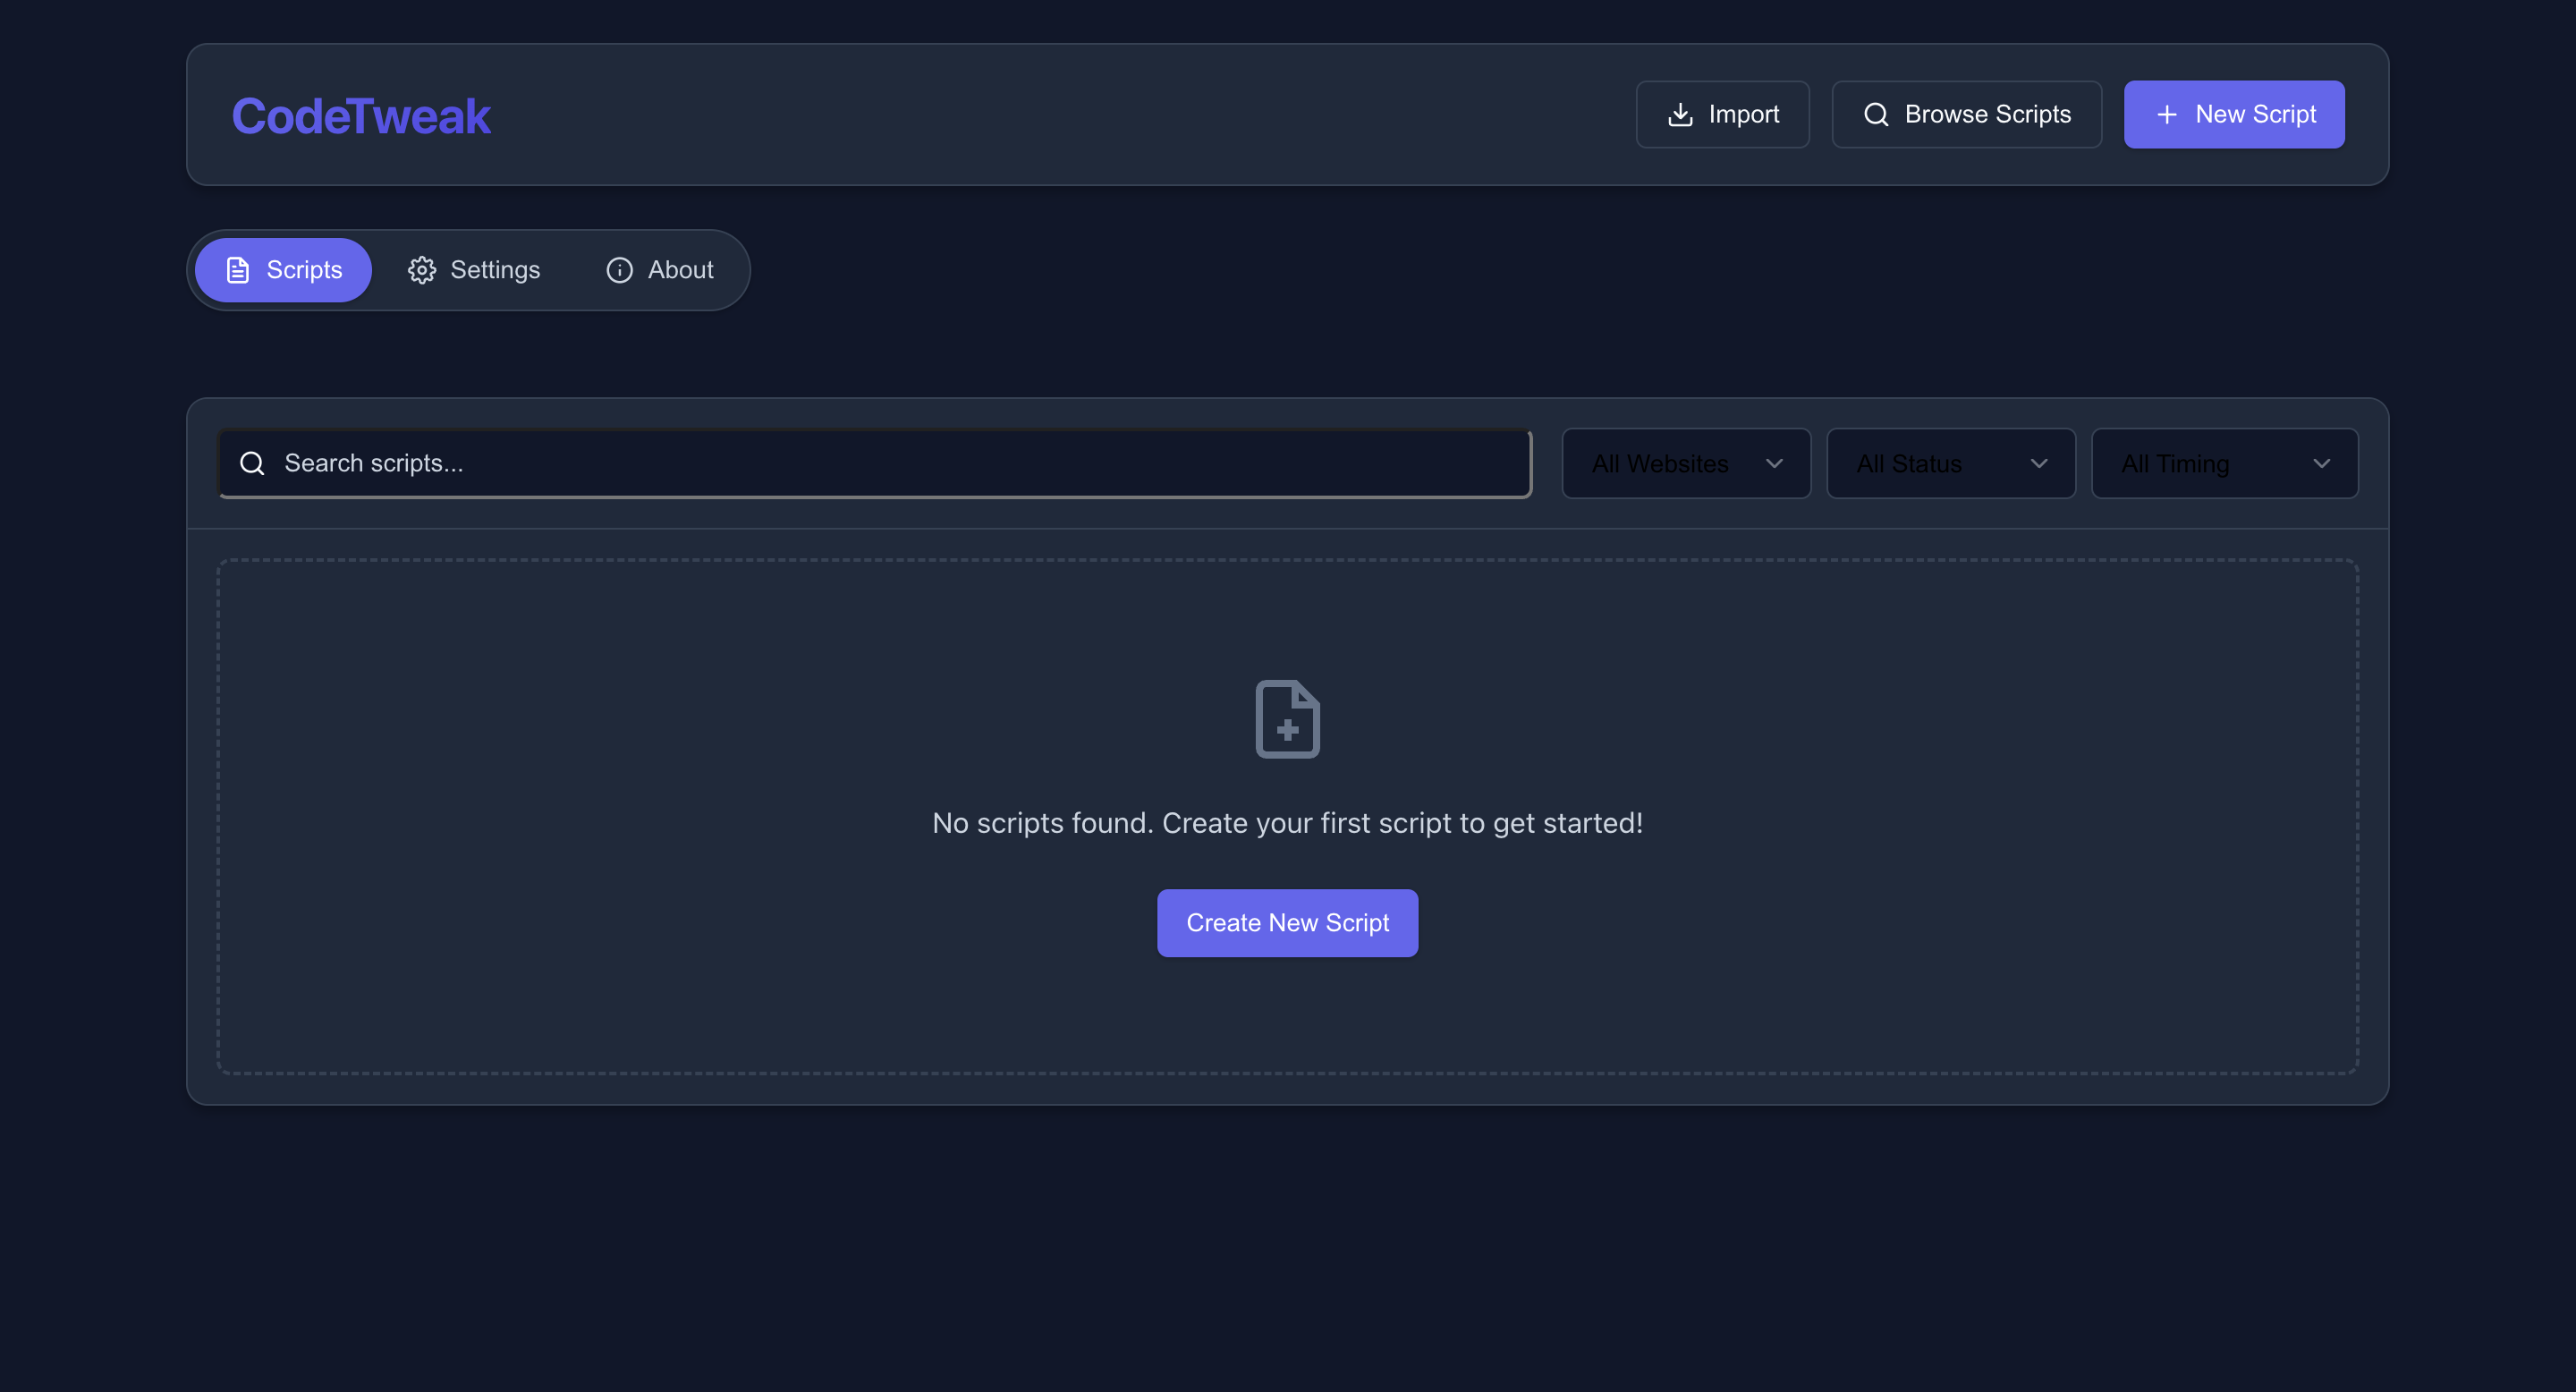 CodeTweak
Import
Browse Scripts
New Script
Scripts
Settings
About
Search scripts...
All Websites
All Status
All Timing
No scripts found. Create your first script to get started!
Create New Script